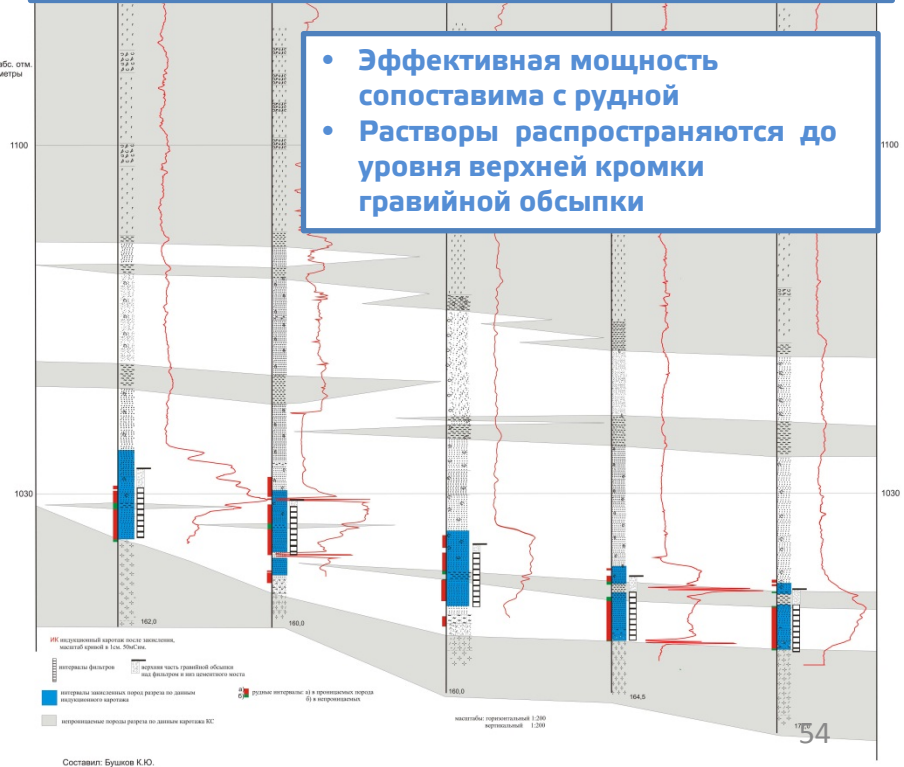 • Эффективная мощность
сопоставима с рудной
• Растворы распространяются до
уровня верхней кромки
гравийной обсыпки
абс. отм.
метры
1100
1100
1030
1030
162,0
160,0
160,0
164,5
ИК индукционный каротаж после закисления,
масштаб кривой в 1см. 50мСим.
интервалы фильтров
верхняя часть гравийной обсыпки
над фильтром и низ цементного моста
интервалы закисленных пород разреза по данным
индукционного каротажа
а)
б)
рудные интервалы: а) в проницаемых порода
б) в непроницаемых
непроницаемые породы разреза по данным каротажа КС
масштабы: горизонтальный 1:200
вертикальный 1:200
54
Составил: Бушков К.Ю.